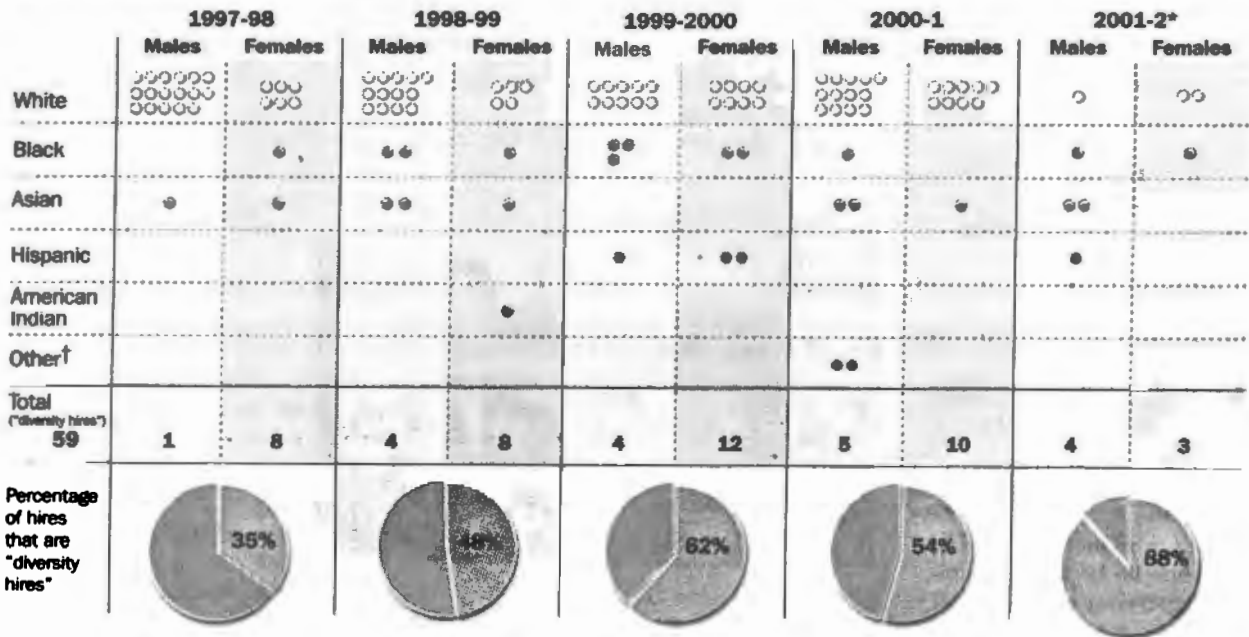 1997-98 1998-99 1999-2000 2000-1 2001-2*
Males Females Males Females Males Females Males Females Males Females
White
Black
Asian
Hispanic
American
Indian
Other†
Total
("diversity hires")
59 1 8 4 8 4 12 5 10 4 3
Percentage
of hires
that are
"diversity
hires"
35% 48% 62% 54% 88%